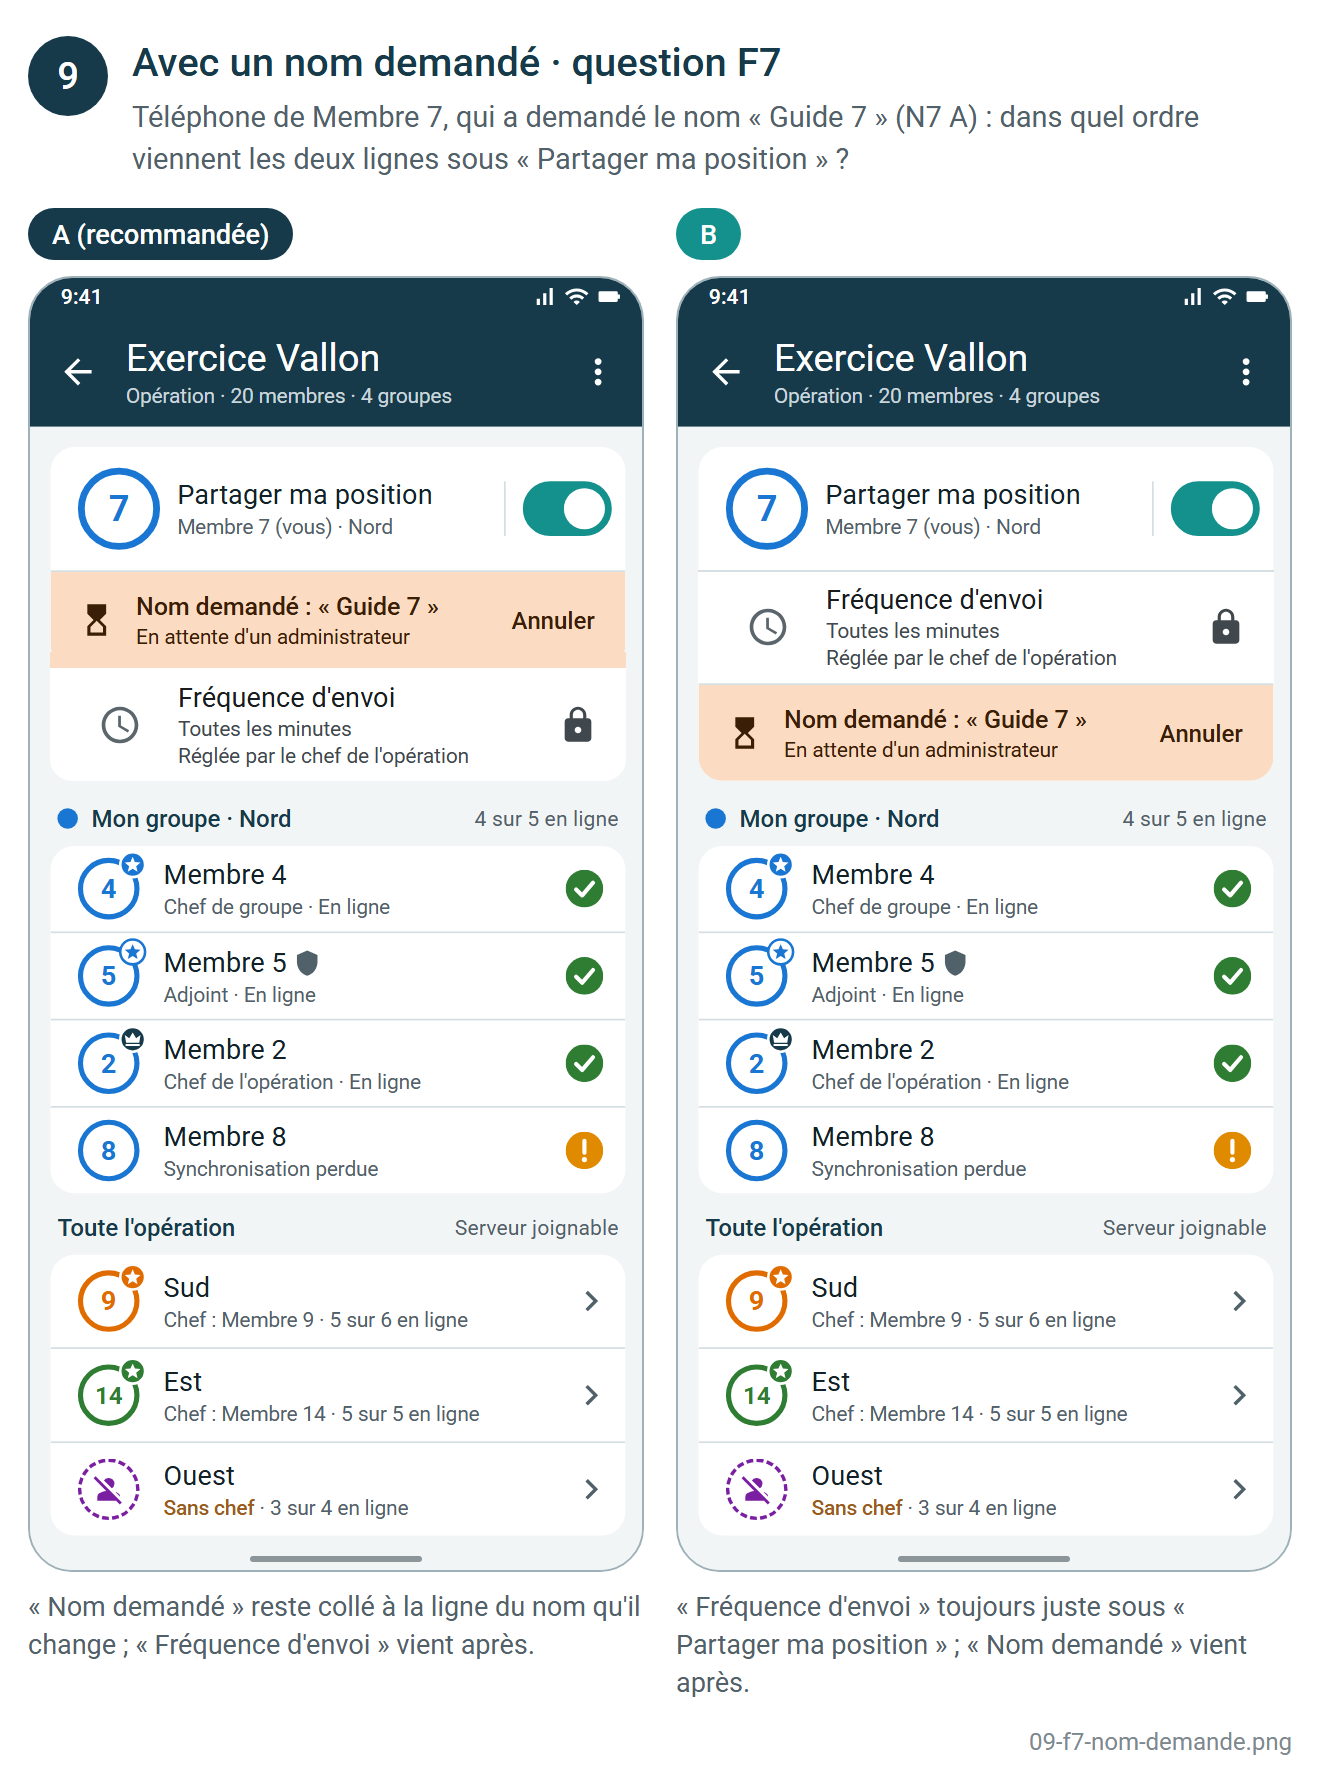 9
Avec un nom demandé · question F7
Téléphone de Membre 7, qui a demandé le nom « Guide 7 » (N7 A) : dans quel ordre
viennent les deux lignes sous « Partager ma position » ?
A (recommandée)
9:41
Exercice Vallon
Opération · 20 membres · 4 groupes
7
Partager ma position
Membre 7 (vous) · Nord
Nom demandé : « Guide 7 »
En attente d'un administrateur
Annuler
Fréquence d'envoi
Toutes les minutes
Réglée par le chef de l'opération
Mon groupe · Nord
4 sur 5 en ligne
4
Membre 4
Chef de groupe · En ligne
5
Membre 5
Adjoint · En ligne
2
Membre 2
Chef de l'opération · En ligne
8
Membre 8
Synchronisation perdue
Toute l'opération
Serveur joignable
9
Sud
Chef : Membre 9 · 5 sur 6 en ligne
14
Est
Chef : Membre 14 · 5 sur 5 en ligne
Ouest
Sans chef · 3 sur 4 en ligne
« Nom demandé » reste collé à la ligne du nom qu'il
change ; « Fréquence d'envoi » vient après.
B
9:41
Exercice Vallon
Opération · 20 membres · 4 groupes
7
Partager ma position
Membre 7 (vous) · Nord
Fréquence d'envoi
Toutes les minutes
Réglée par le chef de l'opération
Nom demandé : « Guide 7 »
En attente d'un administrateur
Annuler
Mon groupe · Nord
4 sur 5 en ligne
4
Membre 4
Chef de groupe · En ligne
5
Membre 5
Adjoint · En ligne
2
Membre 2
Chef de l'opération · En ligne
8
Membre 8
Synchronisation perdue
Toute l'opération
Serveur joignable
9
Sud
Chef : Membre 9 · 5 sur 6 en ligne
14
Est
Chef : Membre 14 · 5 sur 5 en ligne
Ouest
Sans chef · 3 sur 4 en ligne
« Fréquence d'envoi » toujours juste sous «
Partager ma position » ; « Nom demandé » vient
après.
09-f7-nom-demande.png